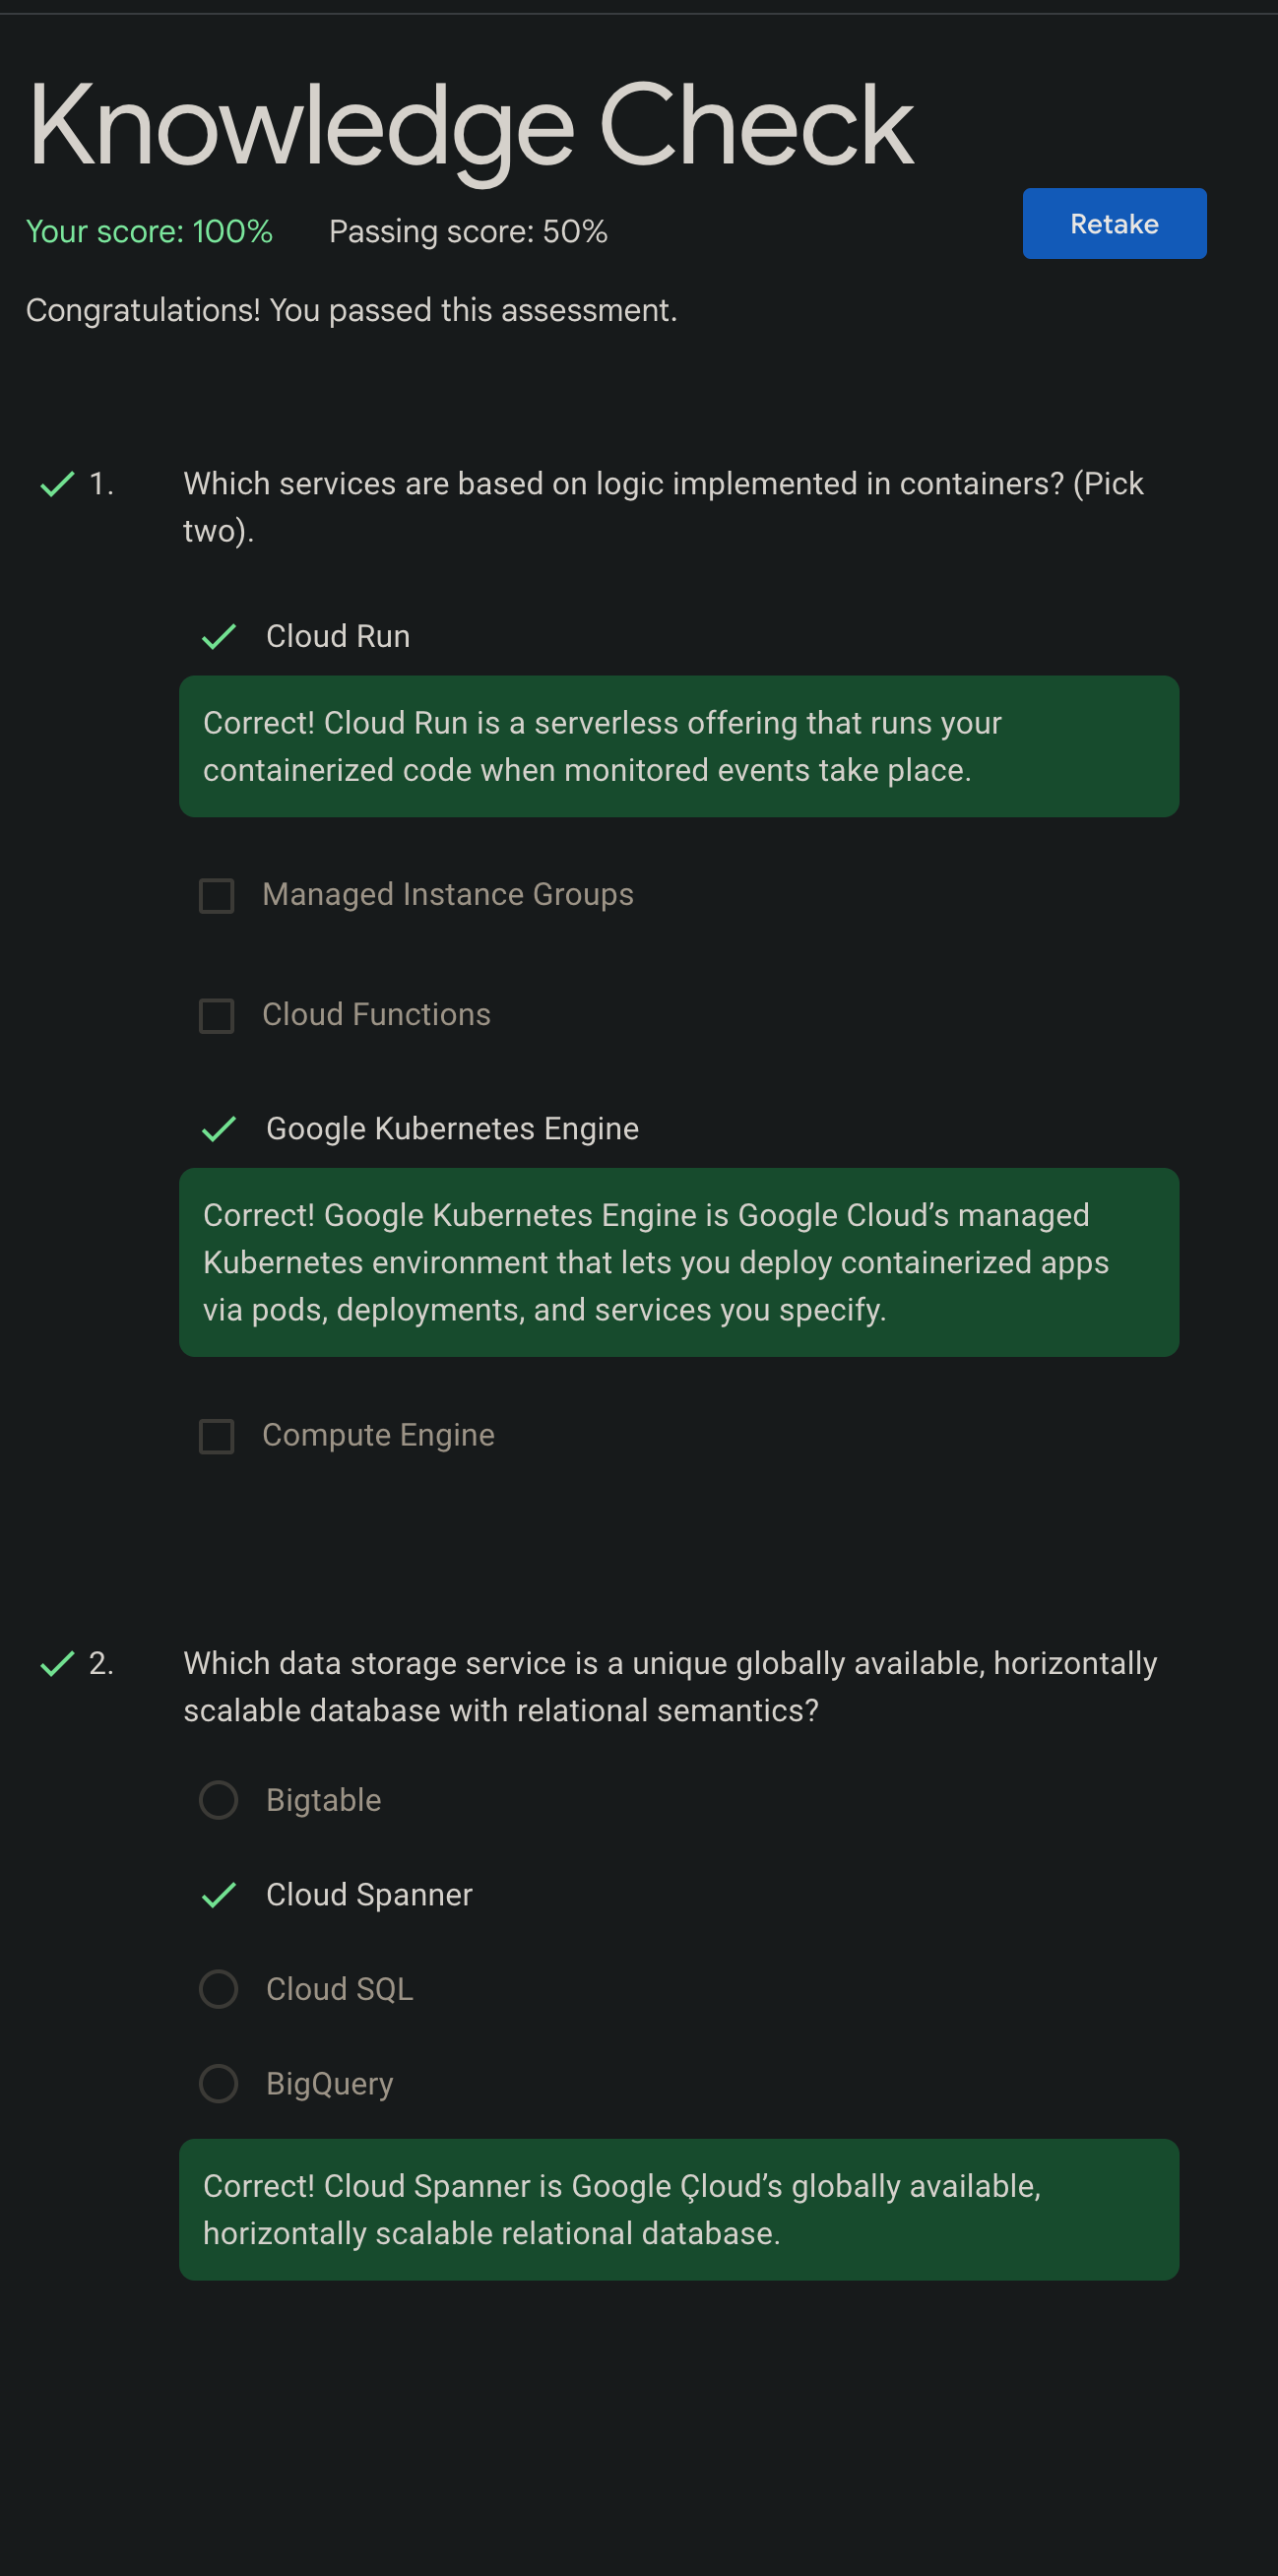 Knowledge Check
Your score: 100% Passing score: 50%
Retake
Congratulations! You passed this assessment.
1. Which services are based on logic implemented in containers? (Pick
two).
Cloud Run
Correct! Cloud Run is a serverless offering that runs your
containerized code when monitored events take place.
Managed Instance Groups
Cloud Functions
Google Kubernetes Engine
Correct! Google Kubernetes Engine is Google Cloud’s managed
Kubernetes environment that lets you deploy containerized apps
via pods, deployments, and services you specify.
Compute Engine
2. Which data storage service is a unique globally available, horizontally
scalable database with relational semantics?
Bigtable
Cloud Spanner
Cloud SQL
BigQuery
Correct! Cloud Spanner is Google Çloud’s globally available,
horizontally scalable relational database.